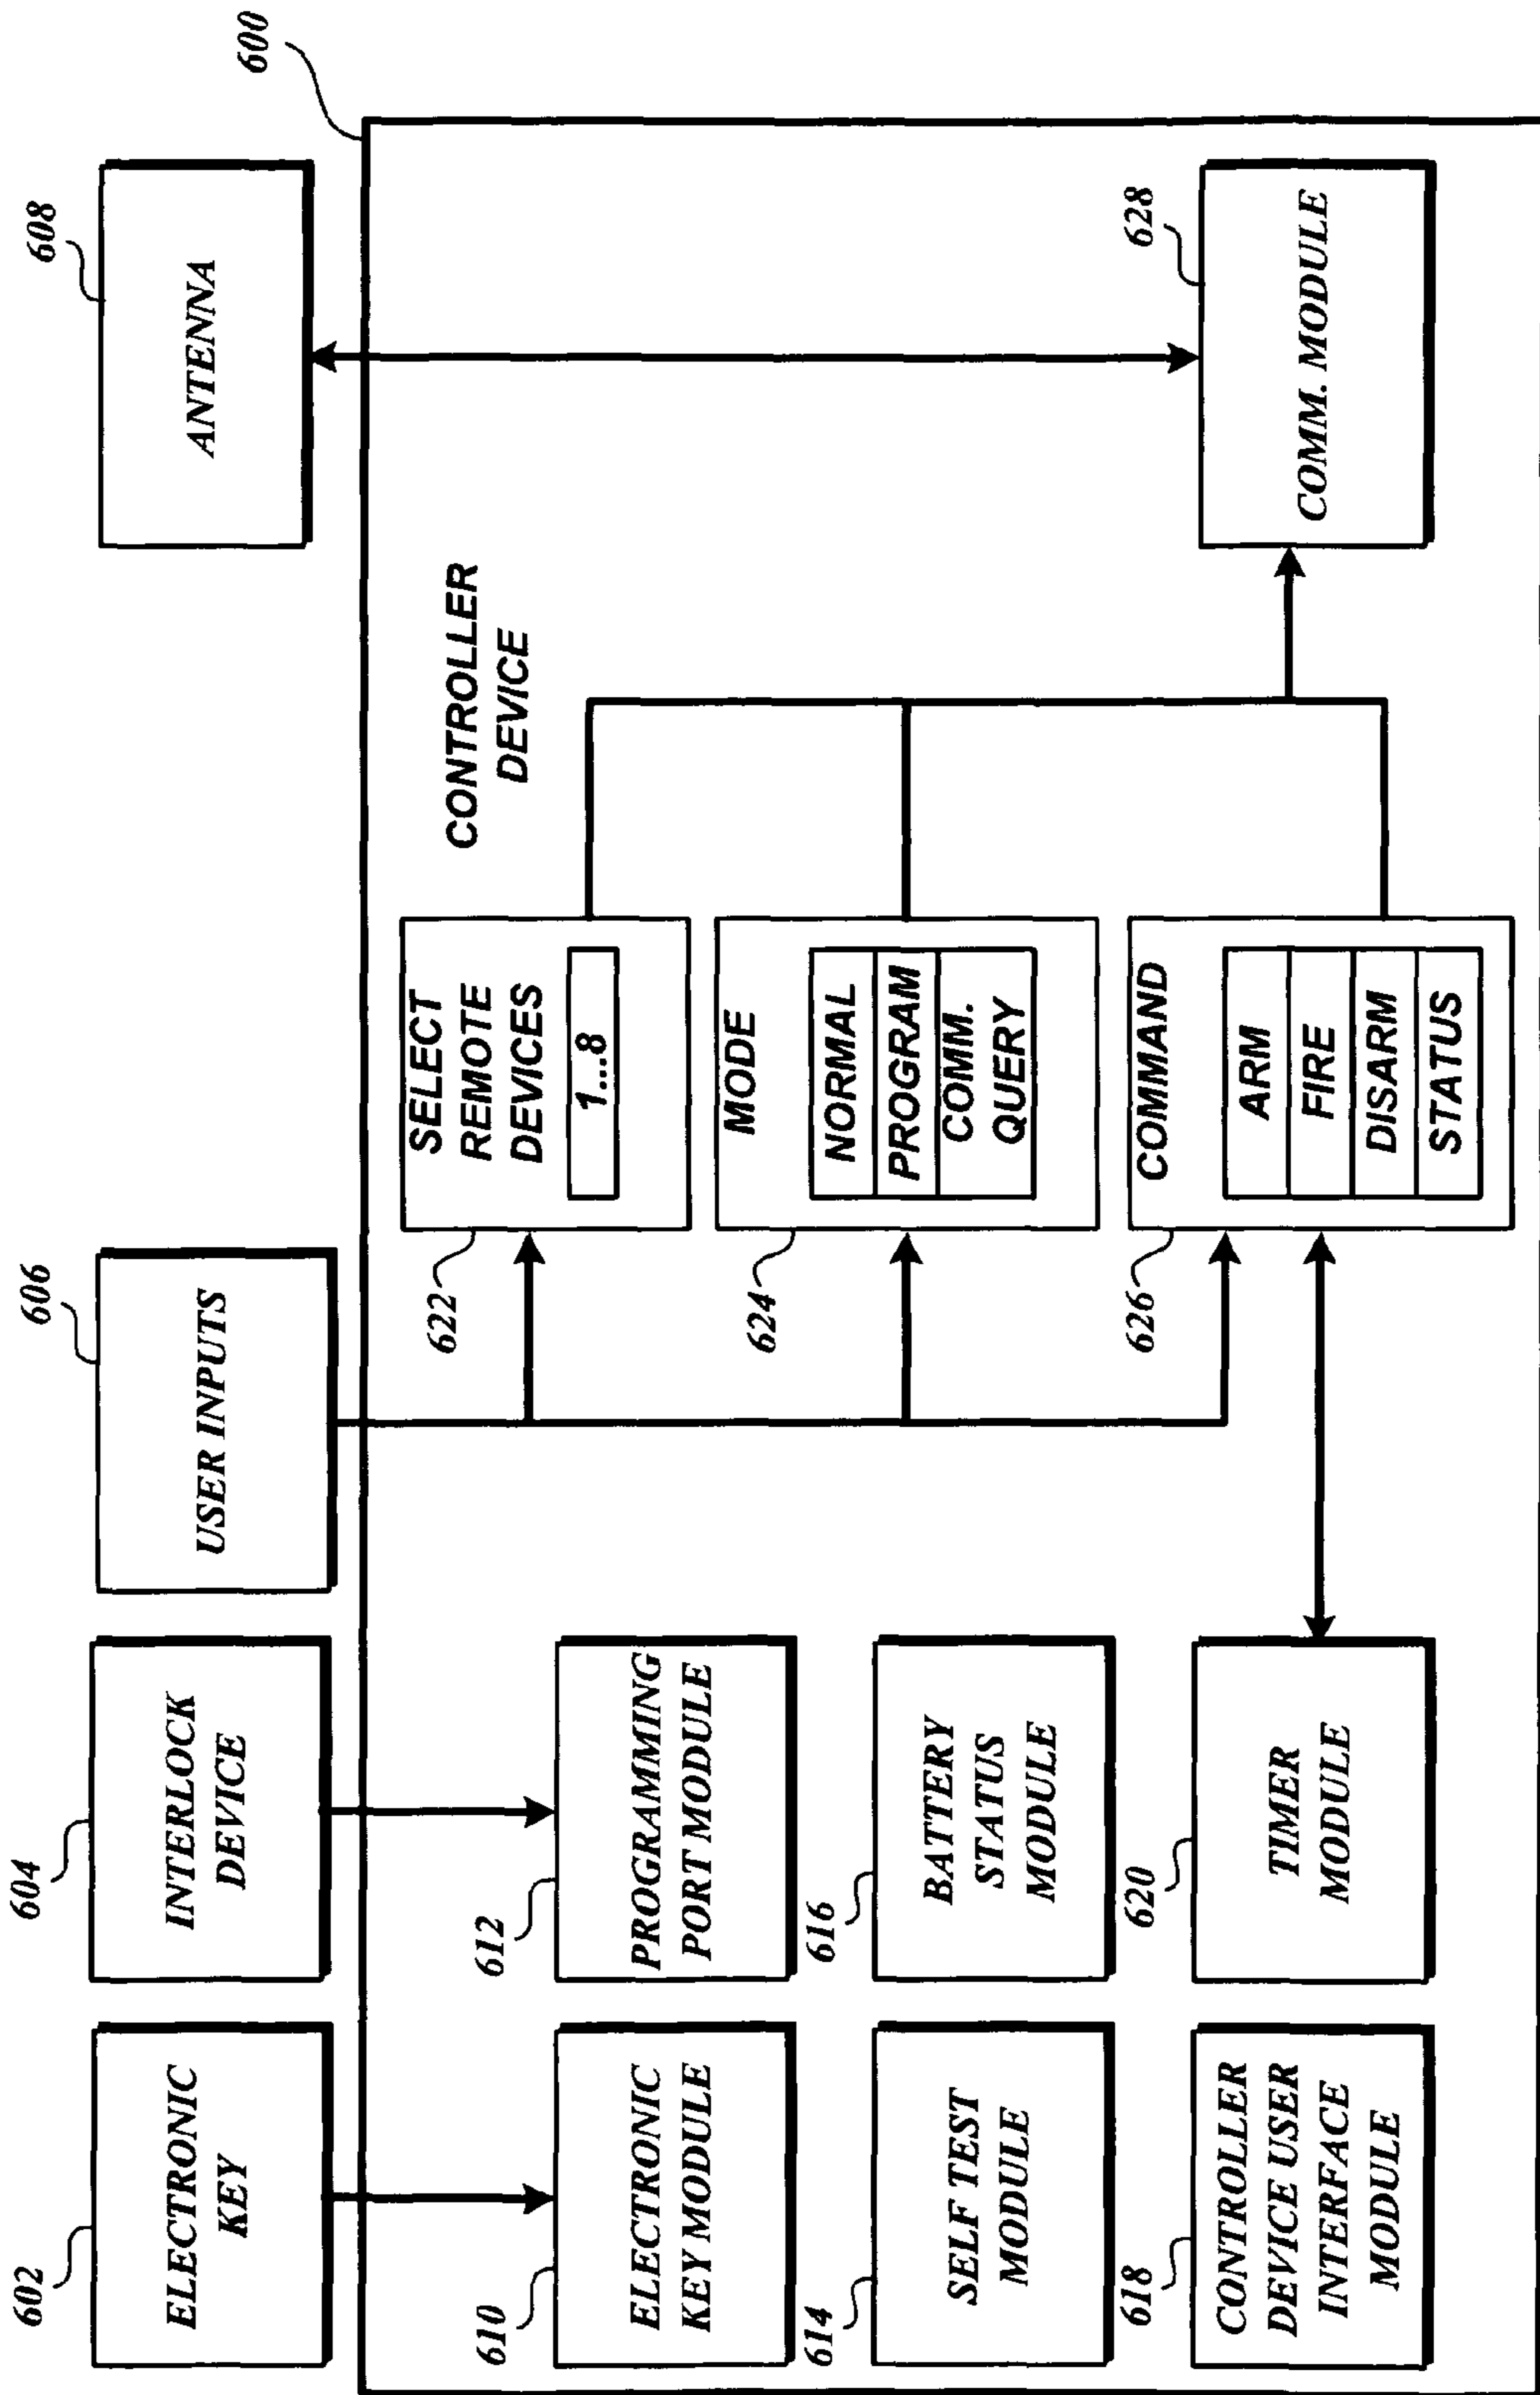 602
ELECTRONIC
KEY
604
INTERLOCK
DEVICE
606
USER INPUTS
608
ANTENNA
600
610
ELECTRONIC
KEY MODULE
612
PROGRAMMING
PORT MODULE
614
SELF TEST
MODULE
616
BATTERY
STATUS
MODULE
618
CONTROLLER
DEVICE USER
INTERFACE
MODULE
620
TIMER
MODULE
622
SELECT
REMOTE
DEVICES
1...8
624
MODE
NORMAL
PROGRAM
COMM.
QUERY
626
COMMAND
ARM
FIRE
DISARM
STATUS
CONTROLLER
DEVICE
628
COMM. MODULE